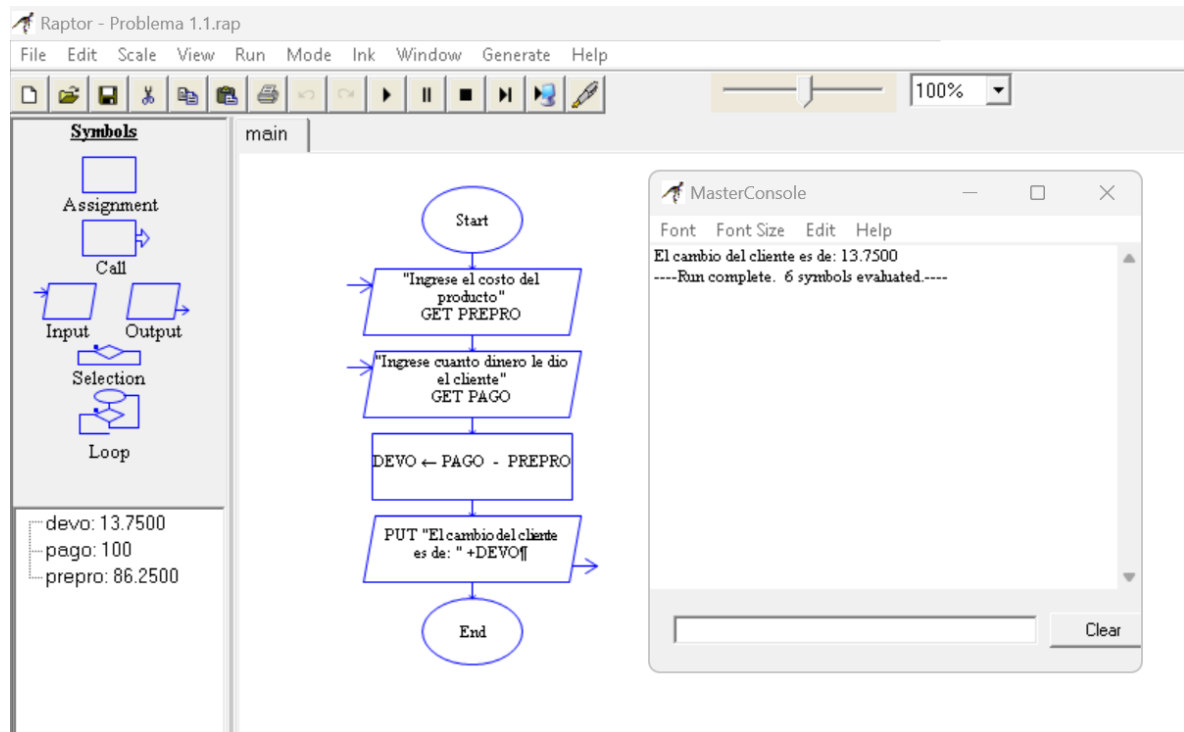 Raptor - Problema 1.1.rap
File Edit Scale View Run Mode Ink Window Generate Help
100%
Symbols
Assignment
Call
Input Output
Selection
Loop
devo: 13.7500
pago: 100
prepro: 86.2500
main
Start
"Ingrese el costo del
producto"
GET PREPRO
"Ingrese cuanto dinero le dio
el cliente"
GET PAGO
DEVO ← PAGO - PREPRO
PUT "El cambio del cliente
es de: " +DEVO¶
End
MasterConsole
Font Font Size Edit Help
El cambio del cliente es de: 13.7500
----Run complete. 6 symbols evaluated.----
Clear